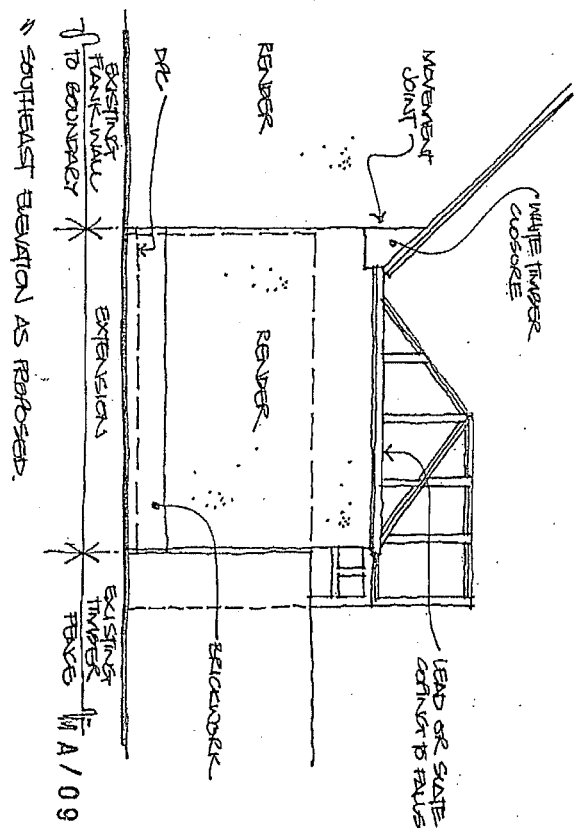 WHITE TIMBER
CLOSURE
MOVEMENT
JOINT
LEAD OR SLATE
COPING TO FALLS
RENDER
RENDER
DPC
BRICKWORK
EXISTING
FLANK WALL
TO BOUNDARY
EXTENSION
EXISTING
TIMBER
FENCE
SOUTHEAST ELEVATION AS PROPOSED.
A/09